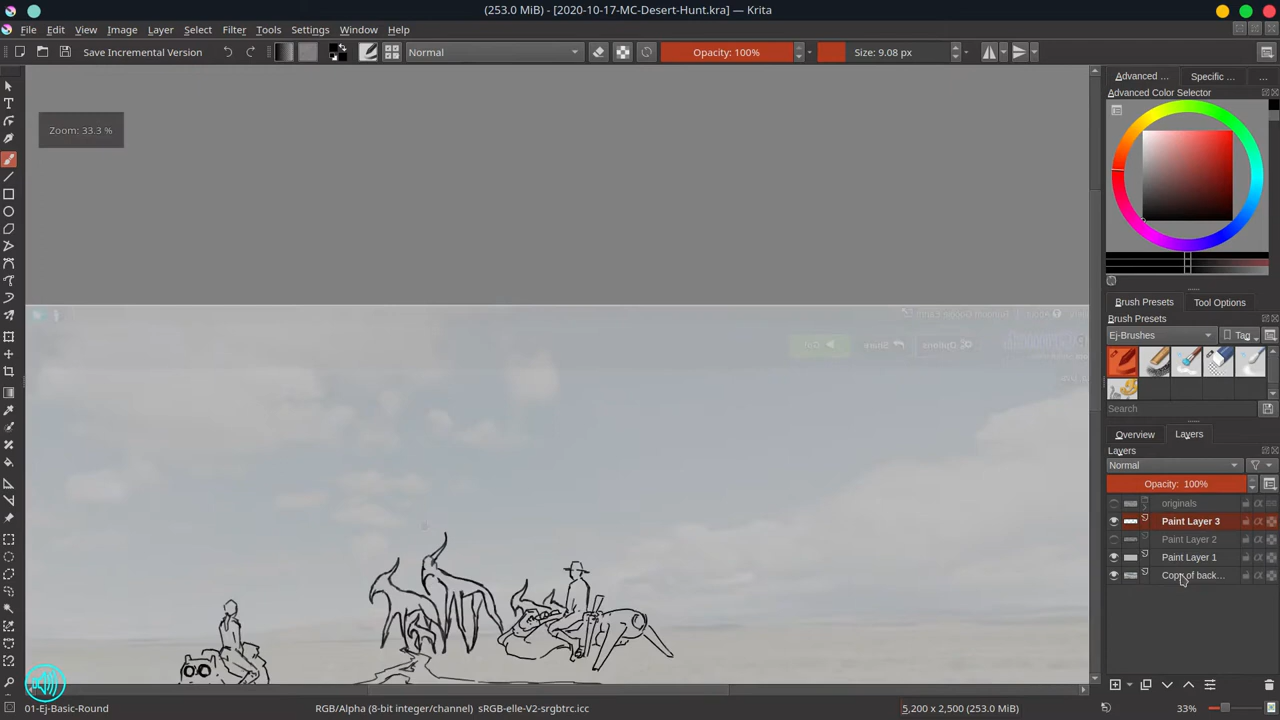 (253.0 MiB) - [2020-10-17-MC-Desert-Hunt.kra] — Krita
File Edit View Image Layer Select Filter Tools Settings Window Help
Save Incremental Version Normal Opacity: 100% Size: 9.08 px
Advanced ... Specific ... ...
Advanced Color Selector
Zoom: 33.3 %
Brush Presets Tool Options
Brush Presets
Ej-Brushes Tag
Search
Overview Layers
Layers
Normal
Opacity: 100%
originals
Paint Layer 3
Paint Layer 2
Paint Layer 1
Copy of back...
01-Ej-Basic-Round RGB/Alpha (8-bit integer/channel) sRGB-elle-V2-srgbtrc.icc 5,200 x 2,500 (253.0 MiB) 33%